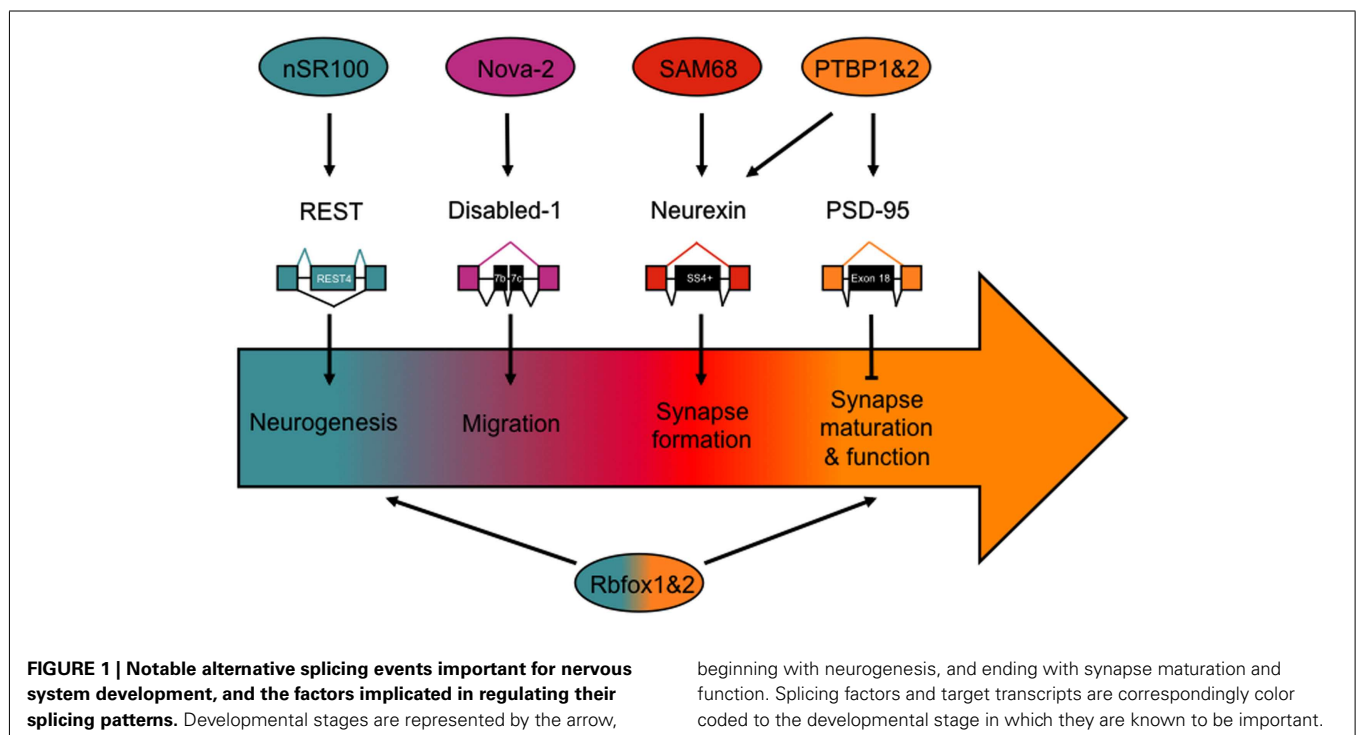 nSR100
Nova-2
SAM68
PTBP1&2
REST
Disabled-1
Neurexin
PSD-95
REST4
7b
7c
SS4+
Exon 18
Neurogenesis
Migration
Synapse
formation
Synapse
maturation
& function
Rbfox1&2
FIGURE 1 | Notable alternative splicing events important for nervous
system development, and the factors implicated in regulating their
splicing patterns. Developmental stages are represented by the arrow,
beginning with neurogenesis, and ending with synapse maturation and
function. Splicing factors and target transcripts are correspondingly color
coded to the developmental stage in which they are known to be important.